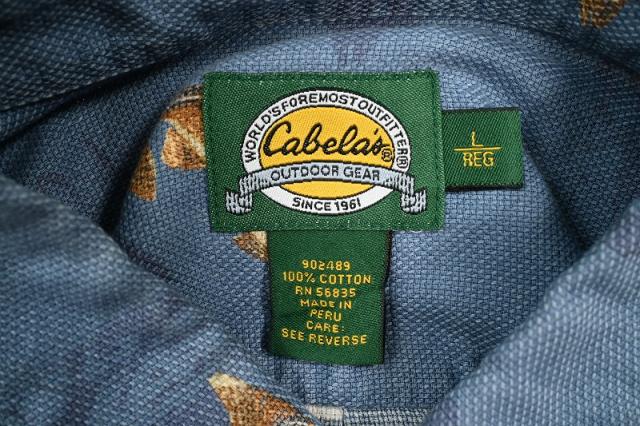 WORLD'S FOREMOST OUTFITTER®
Cabela's®
OUTDOOR GEAR
SINCE 1961
L
REG
902489
100% COTTON
RN 56835
MADE IN
PERU
CARE:
SEE REVERSE